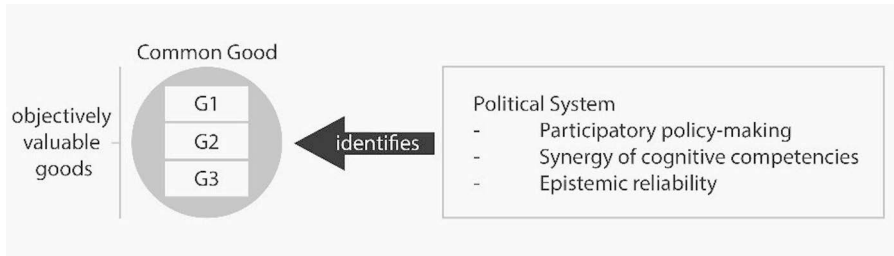 Common Good
objectively
valuable
goods
G1
G2
G3
identifies
Political System
- Participatory policy-making
- Synergy of cognitive competencies
- Epistemic reliability